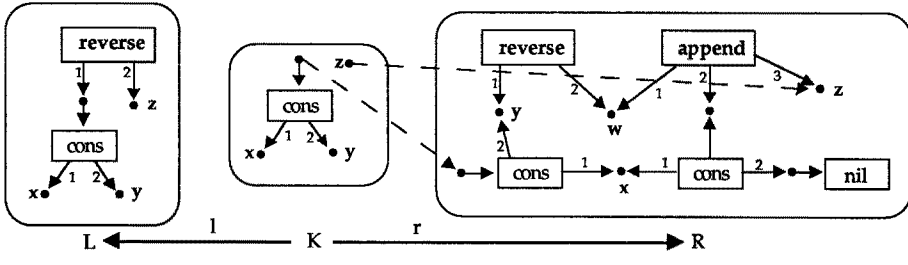 reverse
1 2
z
cons
1 2
x y
z
cons
1 2
x y
reverse append
1 2 1 2 3
z
y w
2
cons 1 x 1 cons 2 nil
L l K r R